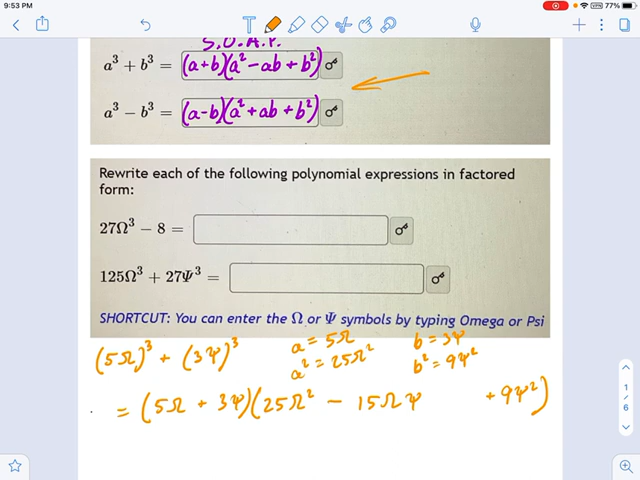 9:53 PM
77%
S.O.A.P.
a³ + b³ = (a+b)(a² - ab + b²)
a³ − b³ = (a-b)(a² + ab + b²)
Rewrite each of the following polynomial expressions in factored
form:
27Ω³ − 8 =
125Ω³ + 27Ψ³ =
SHORTCUT: You can enter the Ω or Ψ symbols by typing Omega or Psi
(5Ω)³ + (3Ψ)³ a = 5Ω b = 3Ψ
a² = 25Ω² b² = 9Ψ²
= (5Ω + 3Ψ)(25Ω² - 15ΩΨ + 9Ψ²)
1
/
6